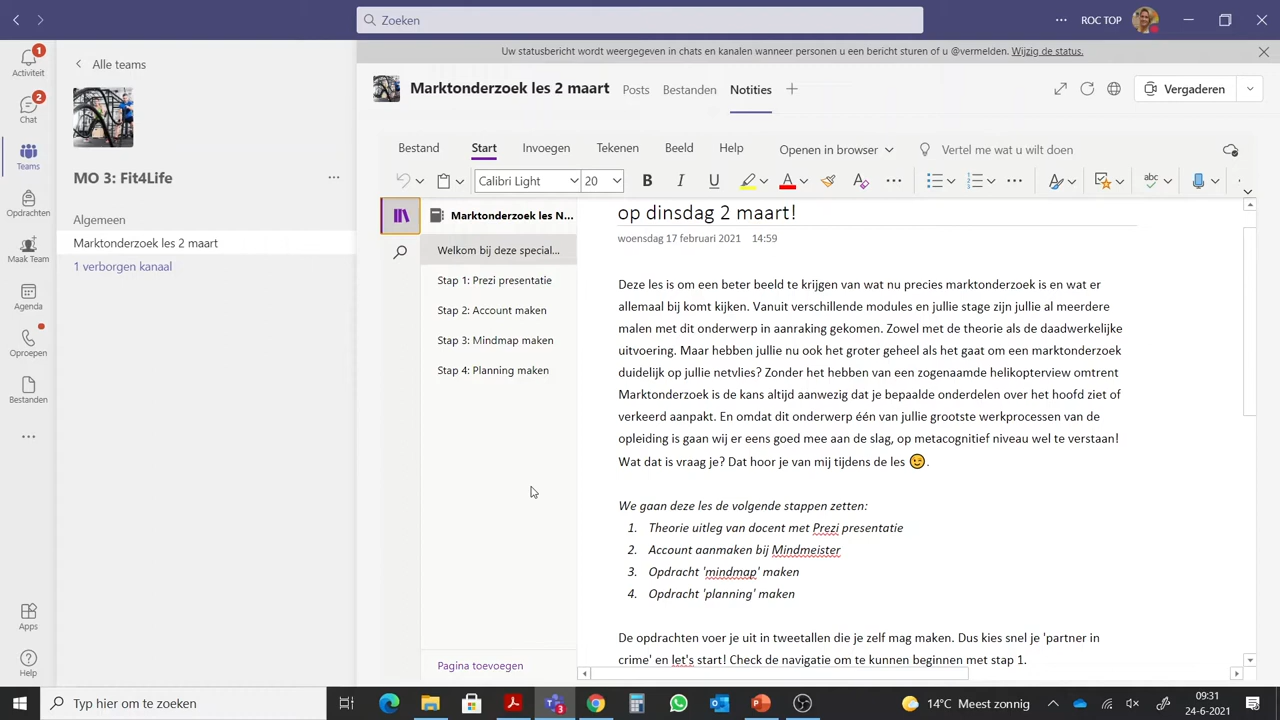 Zoeken
ROC TOP
Uw statusbericht wordt weergegeven in chats en kanalen wanneer personen u een bericht sturen of u @vermelden. Wijzig de status.
1
Activiteit
2
Chat
Teams
Opdrachten
Maak Team
Agenda
Oproepen
Bestanden
Apps
Help
Alle teams
MO 3: Fit4Life
Algemeen
Marktonderzoek les 2 maart
1 verborgen kanaal
Marktonderzoek les 2 maart Posts Bestanden Notities
Vergaderen
Bestand Start Invoegen Tekenen Beeld Help Openen in browser Vertel me wat u wilt doen
Calibri Light 20 B I U A A abc
Marktonderzoek les N...
Welkom bij deze special...
Stap 1: Prezi presentatie
Stap 2: Account maken
Stap 3: Mindmap maken
Stap 4: Planning maken
Pagina toevoegen
op dinsdag 2 maart!
woensdag 17 februari 2021 14:59
Deze les is om een beter beeld te krijgen van wat nu precies marktonderzoek is en wat er
allemaal bij komt kijken. Vanuit verschillende modules en jullie stage zijn jullie al meerdere
malen met dit onderwerp in aanraking gekomen. Zowel met de theorie als de daadwerkelijke
uitvoering. Maar hebben jullie nu ook het groter geheel als het gaat om een marktonderzoek
duidelijk op jullie netvlies? Zonder het hebben van een zogenaamde helikopterview omtrent
Marktonderzoek is de kans altijd aanwezig dat je bepaalde onderdelen over het hoofd ziet of
verkeerd aanpakt. En omdat dit onderwerp één van jullie grootste werkprocessen van de
opleiding is gaan wij er eens goed mee aan de slag, op metacognitief niveau wel te verstaan!
Wat dat is vraag je? Dat hoor je van mij tijdens de les 😉.
We gaan deze les de volgende stappen zetten:
1. Theorie uitleg van docent met Prezi presentatie
2. Account aanmaken bij Mindmeister
3. Opdracht 'mindmap' maken
4. Opdracht 'planning' maken
De opdrachten voer je uit in tweetallen die je zelf mag maken. Dus kies snel je 'partner in
crime' en let's start! Check de navigatie om te kunnen beginnen met stap 1.
Typ hier om te zoeken
3
14°C Meest zonnig
09:31
24-6-2021